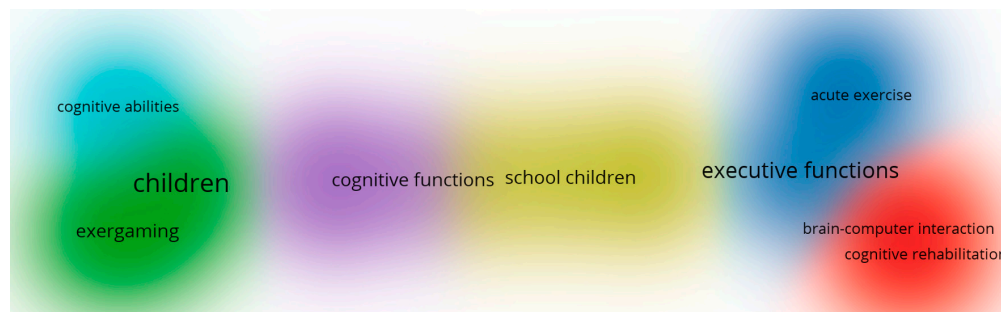 cognitive abilities
acute exercise
children
cognitive functions
school children
executive functions
exergaming
brain-computer interaction
cognitive rehabilitation